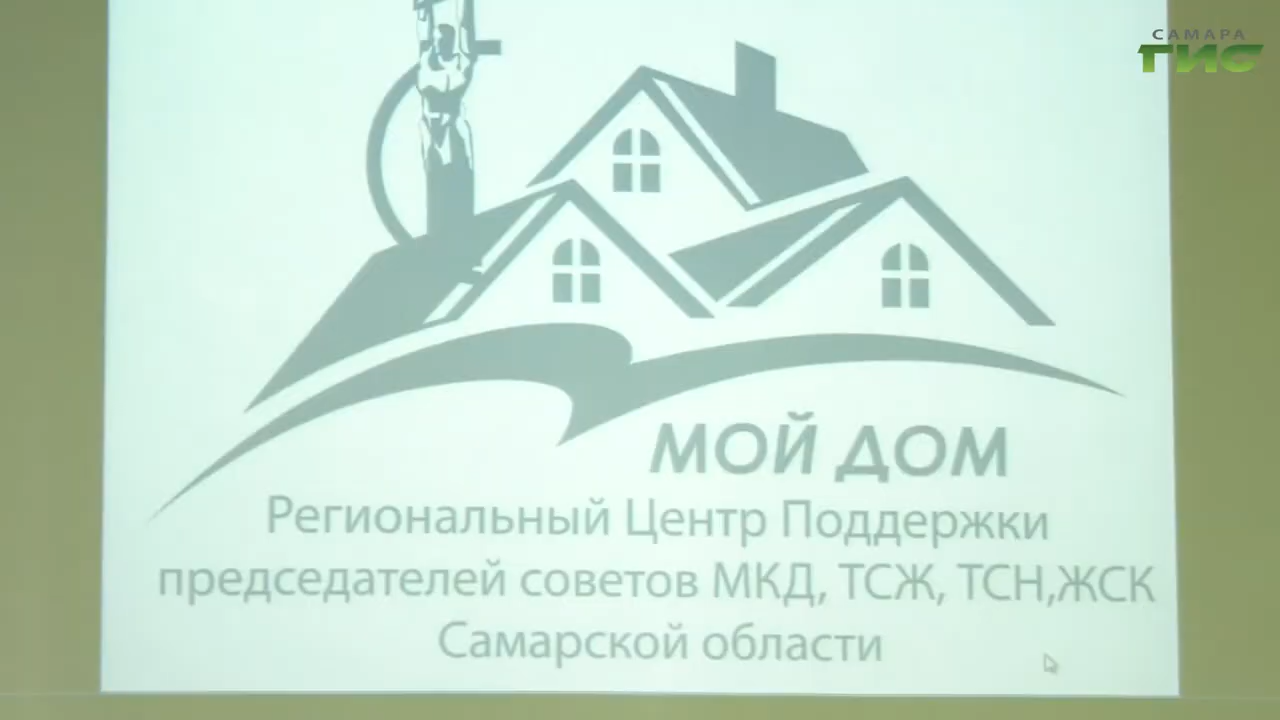 САМАРА
ГИС
МОЙ ДОМ
Региональный Центр Поддержки
председателей советов МКД, ТСЖ, ТСН,ЖСК
Самарской области